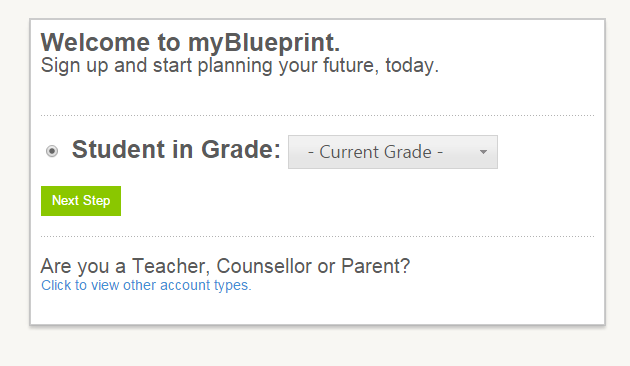 Welcome to myBlueprint.
Sign up and start planning your future, today.
Student in Grade: - Current Grade -
Next Step
Are you a Teacher, Counsellor or Parent?
Click to view other account types.